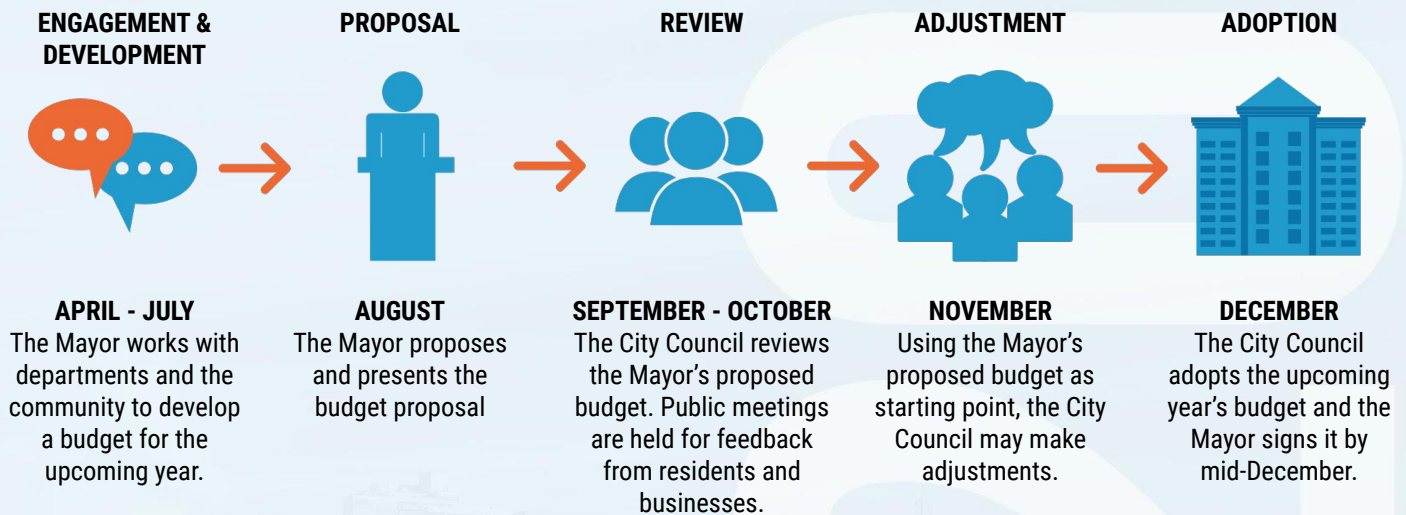 ENGAGEMENT &
DEVELOPMENT
PROPOSAL
REVIEW
ADJUSTMENT
ADOPTION
APRIL - JULY
The Mayor works with
departments and the
community to develop
a budget for the
upcoming year.
AUGUST
The Mayor proposes
and presents the
budget proposal
SEPTEMBER - OCTOBER
The City Council reviews
the Mayor's proposed
budget. Public meetings
are held for feedback
from residents and
businesses.
NOVEMBER
Using the Mayor's
proposed budget as
starting point, the City
Council may make
adjustments.
DECEMBER
The City Council
adopts the upcoming
year's budget and the
Mayor signs it by
mid-December.